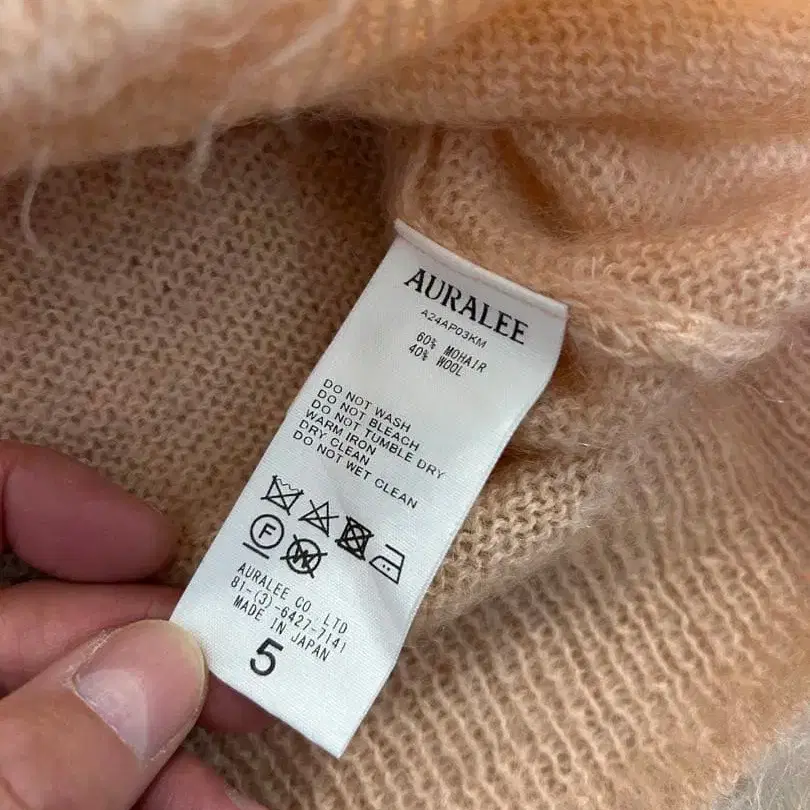 AURALEE
A24AP03KM
60% MOHAIR
40% WOOL
DO NOT WASH
DO NOT BLEACH
DO NOT TUMBLE DRY
WARM IRON
DRY CLEAN
DO NOT WET CLEAN
F W
AURALEE CO LTD
81-(3)-6427-7141
MADE IN JAPAN
5